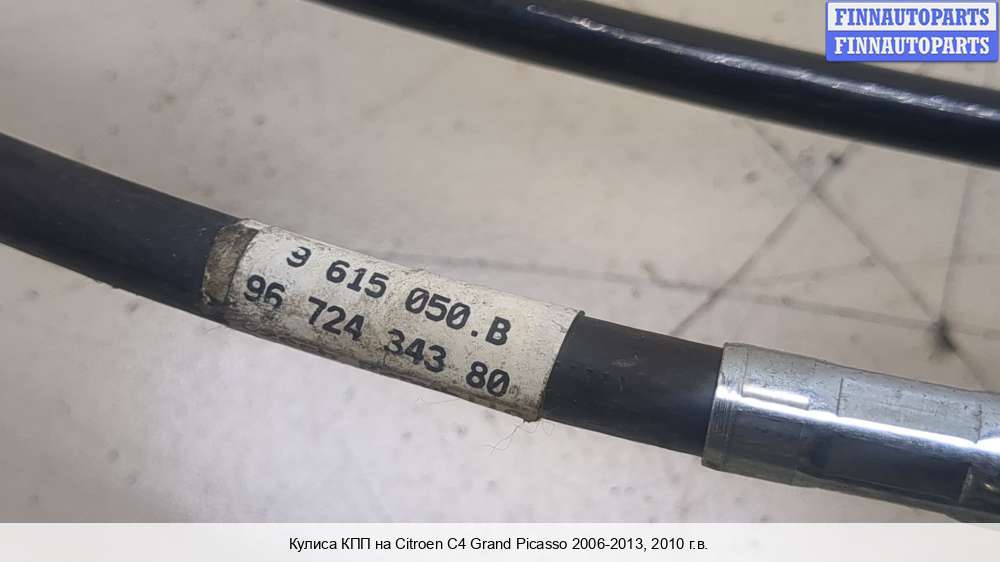 FINNAUTOPARTS
FINNAUTOPARTS
9 615 050.B
96 724 343 80
Кулиса КПП на Citroen C4 Grand Picasso 2006-2013, 2010 г.в.